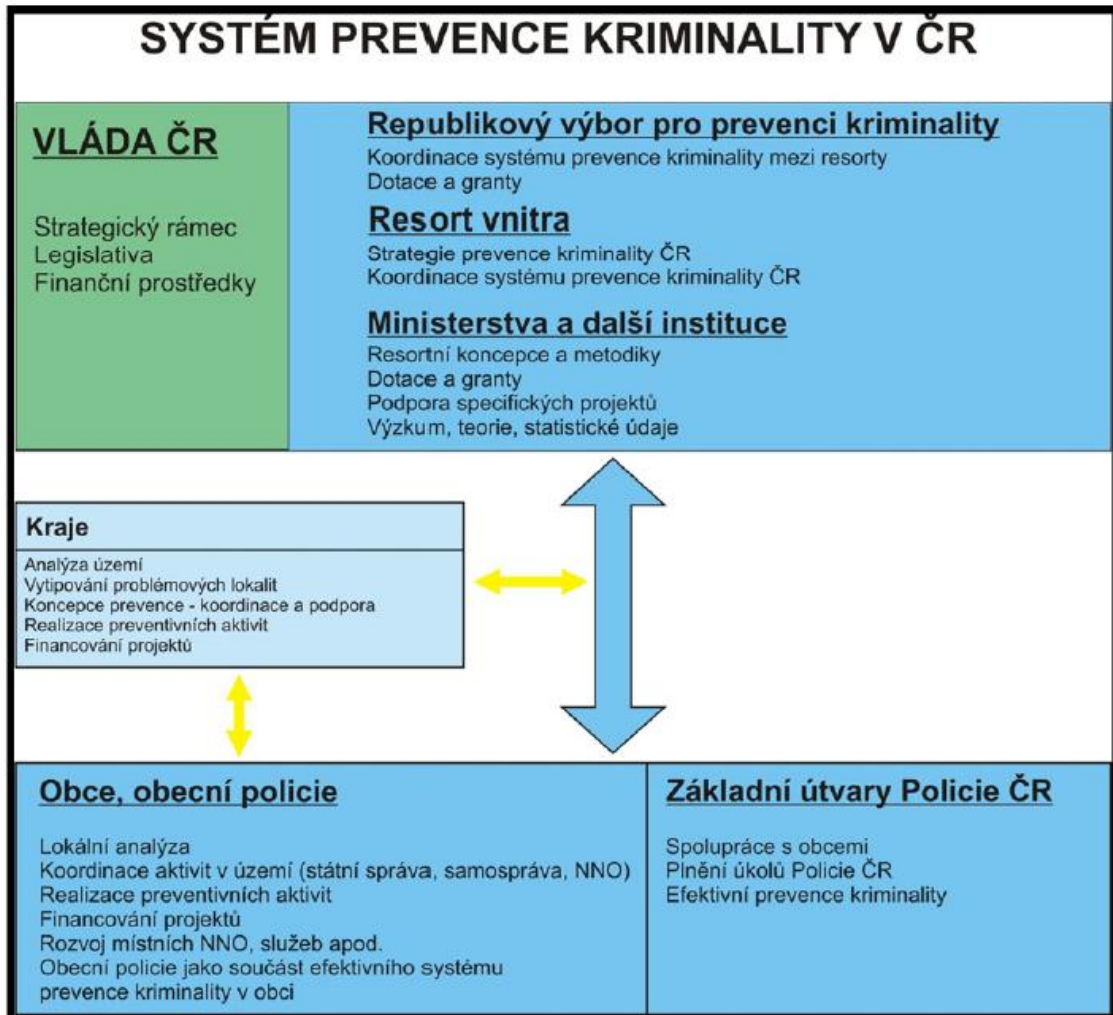 SYSTÉM PREVENCE KRIMINALITY V ČR
VLÁDA ČR
Strategický rámec
Legislativa
Finanční prostředky
Republikový výbor pro prevenci kriminality
Koordinace systému prevence kriminality mezi resorty
Dotace a granty
Resort vnitra
Strategie prevence kriminality ČR
Koordinace systému prevence kriminality ČR
Ministerstva a další instituce
Resortní koncepce a metodiky
Dotace a granty
Podpora specifických projektů
Výzkum, teorie, statistické údaje
Kraje
Analýza území
Vytipování problémových lokalit
Koncepce prevence - koordinace a podpora
Realizace preventivních aktivit
Financování projektů
Obce, obecní policie
Lokální analýza
Koordinace aktivit v území (státní správa, samospráva, NNO)
Realizace preventivních aktivit
Financování projektů
Rozvoj místních NNO, služeb apod.
Obecní policie jako součást efektivního systému
prevence kriminality v obci
Základní útvary Policie ČR
Spolupráce s obcemi
Plnění úkolů Policie ČR
Efektivní prevence kriminality